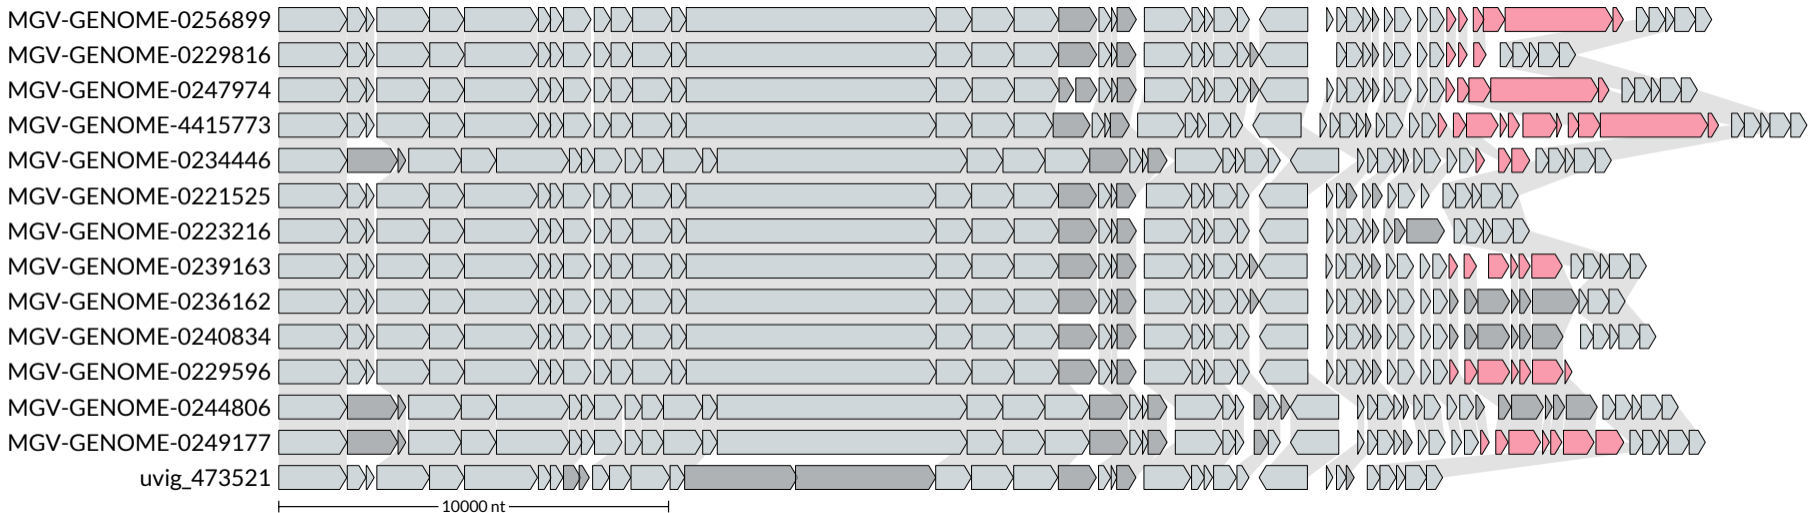 MGV-GENOME-0256899
MGV-GENOME-0229816
MGV-GENOME-0247974
MGV-GENOME-4415773
MGV-GENOME-0234446
MGV-GENOME-0221525
MGV-GENOME-0223216
MGV-GENOME-0239163
MGV-GENOME-0236162
MGV-GENOME-0240834
MGV-GENOME-0229596
MGV-GENOME-0244806
MGV-GENOME-0249177
uvig_473521
10000 nt